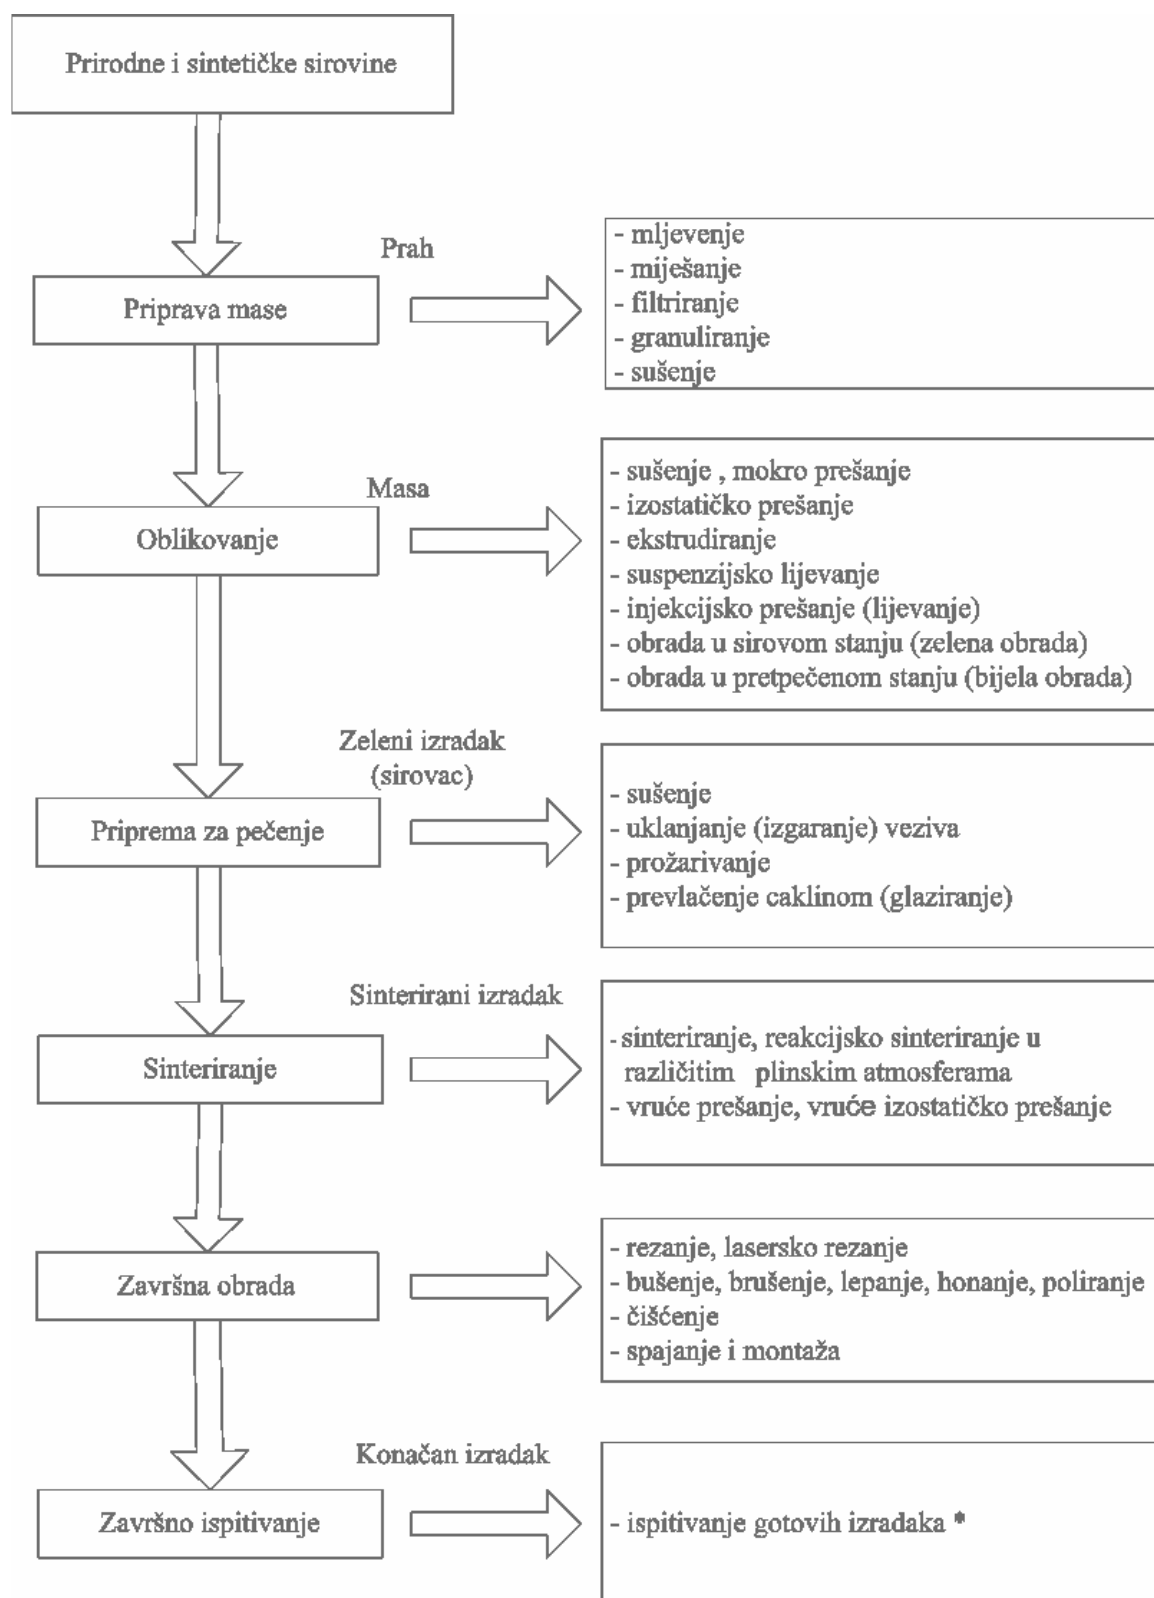 Prirodne i sintetičke sirovine
Prah
Priprava mase
- mljevenje
- miješanje
- filtriranje
- granuliranje
- sušenje
Masa
Oblikovanje
- sušenje , mokro prešanje
- izostatičko prešanje
- ekstrudiranje
- suspenzijsko lijevanje
- injekcijsko prešanje (lijevanje)
- obrada u sirovom stanju (zelena obrada)
- obrada u pretpečenom stanju (bijela obrada)
Zeleni izradak
(sirovac)
Priprema za pečenje
- sušenje
- uklanjanje (izgaranje) veziva
- prožarivanje
- prevlačenje caklinom (glaziranje)
Sinterirani izradak
Sinteriranje
- sinteriranje, reakcijsko sinteriranje u
različitim plinskim atmosferama
- vruće prešanje, vruće izostatičko prešanje
Završna obrada
- rezanje, lasersko rezanje
- bušenje, brušenje, lepanje, honanje, poliranje
- čišćenje
- spajanje i montaža
Konačan izradak
Završno ispitivanje
- ispitivanje gotovih izradaka *